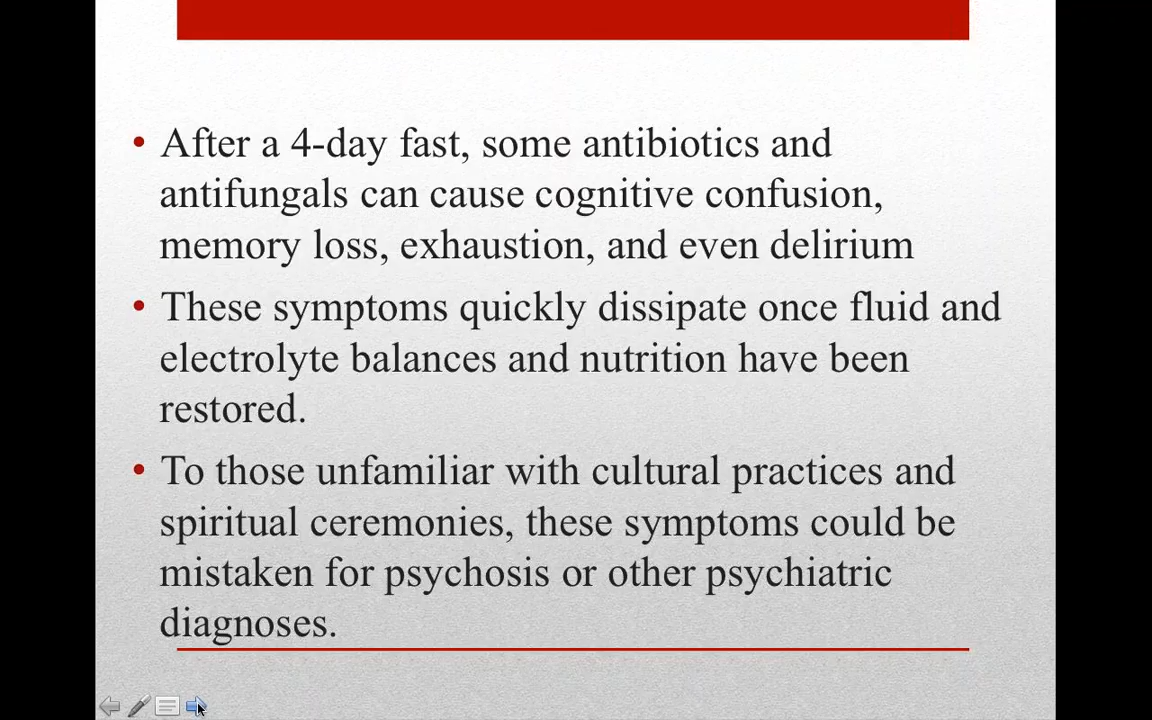 • After a 4-day fast, some antibiotics and
antifungals can cause cognitive confusion,
memory loss, exhaustion, and even delirium
• These symptoms quickly dissipate once fluid and
electrolyte balances and nutrition have been
restored.
• To those unfamiliar with cultural practices and
spiritual ceremonies, these symptoms could be
mistaken for psychosis or other psychiatric
diagnoses.